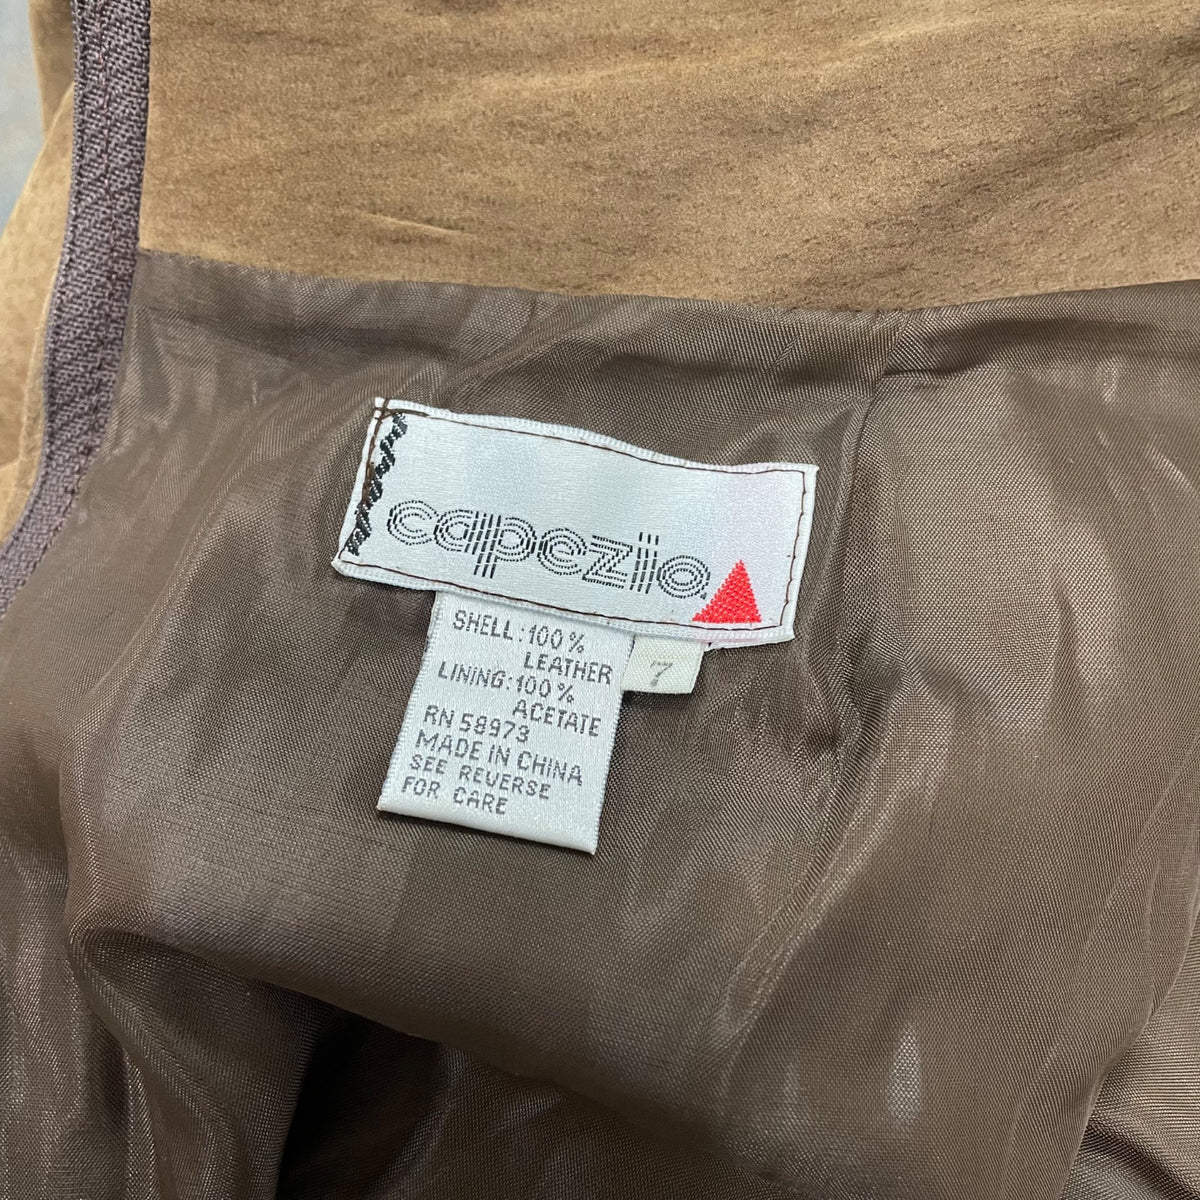 capezio
SHELL:100%
LEATHER
LINING:100%
ACETATE
RN 58973
MADE IN CHINA
SEE REVERSE
FOR CARE
7